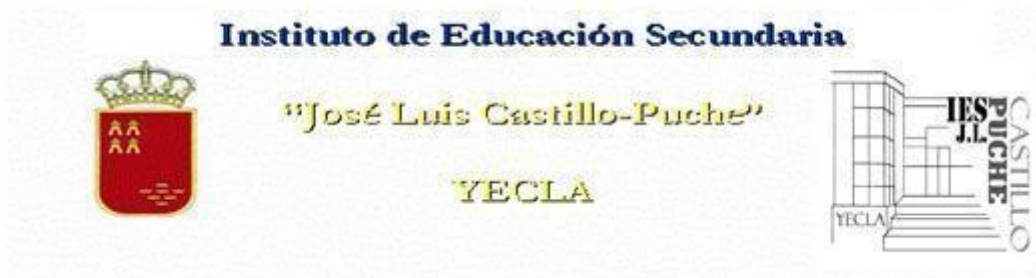 Instituto de Educación Secundaria
“José Luis Castillo-Puche”
YECLA
IES
J.L.
PUCHE
CASTILLO
YECLA